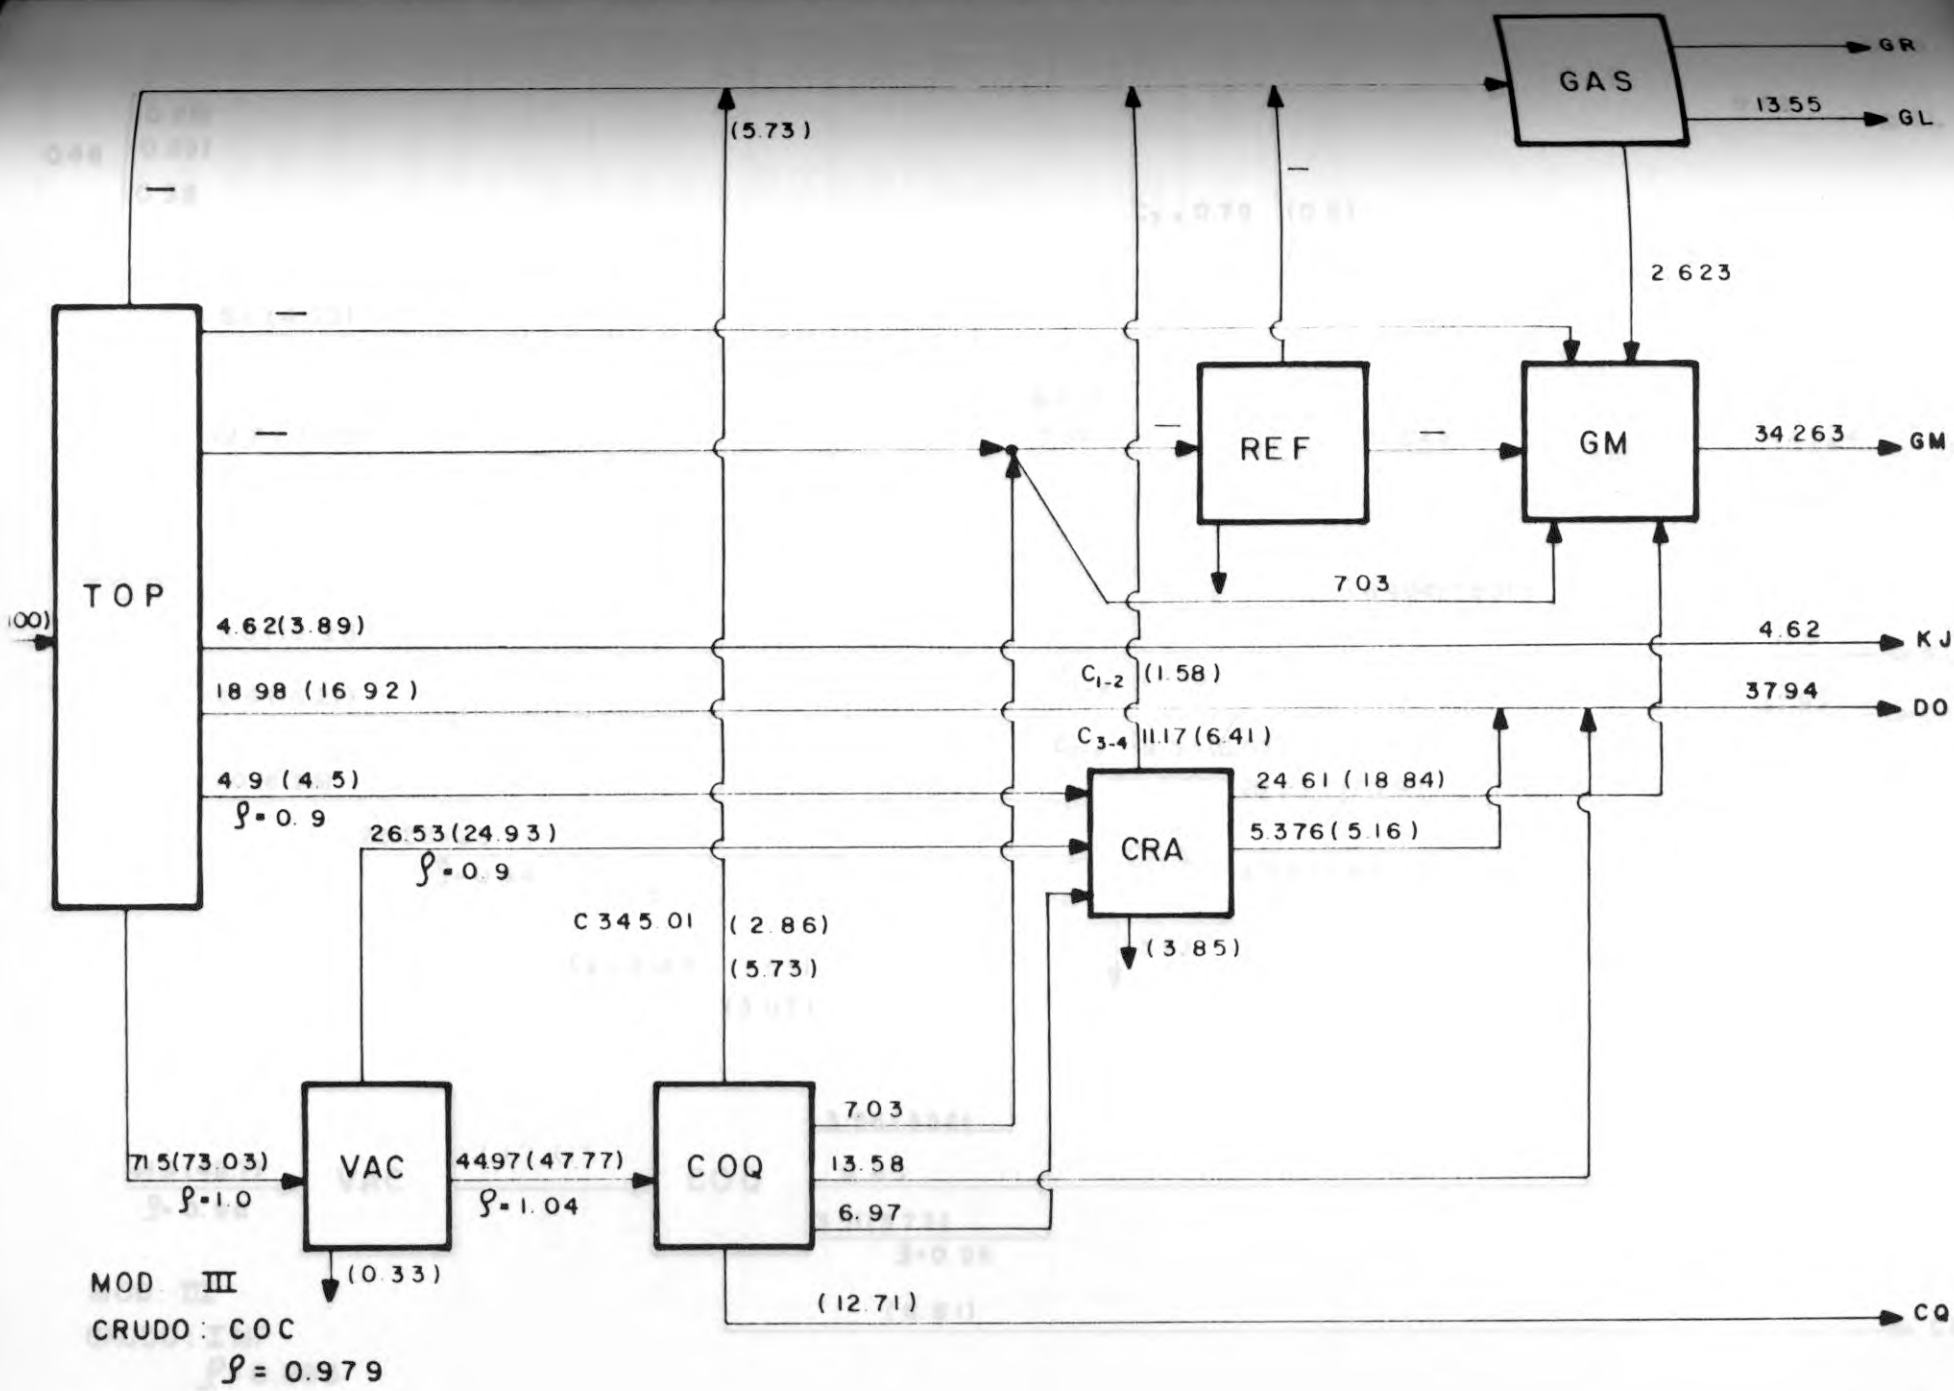 GR
GAS
13.55
GL
(5.73)
—
—
2 623
—
—
—
—
REF
GM
34.263
GM
TOP
7 03
100)
4.62(3.89)
4.62
KJ
18 98 (16.92)
C1-2 (1.58)
37.94
DO
C3-4 11.17(6.41)
4.9 (4.5)
24.61 (18 84)
ρ=0.9
26.53(24.93)
CRA
5.376(5.16)
ρ=0.9
C 345.01 (2.86)
(3.85)
(5.73)
7 03
71.5(73.03)
VAC
44.97(47.77)
COQ
13.58
ρ=1.0
ρ=1.04
6.97
(0.33)
MOD III
(12.71)
CQ
CRUDO: COC
ρ = 0.979